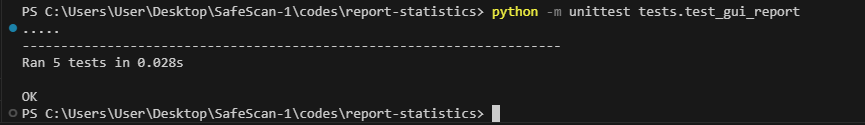 PS C:\Users\User\Desktop\SafeScan-1\codes\report-statistics> python -m unittest tests.test_gui_report
.....
----------------------------------------------------------------------
Ran 5 tests in 0.028s
OK
PS C:\Users\User\Desktop\SafeScan-1\codes\report-statistics>